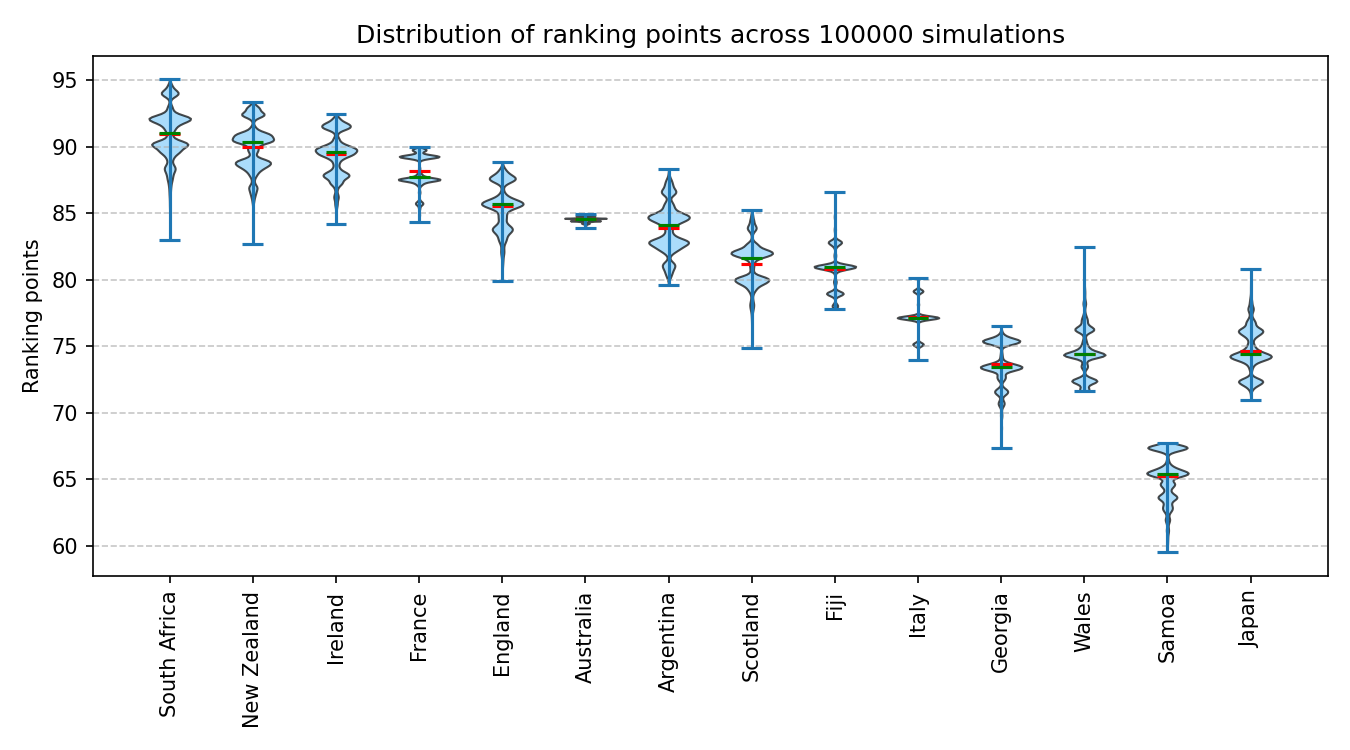 Distribution of ranking points across 100000 simulations
Ranking points
95
90
85
80
75
70
65
60
South Africa
New Zealand
Ireland
France
England
Australia
Argentina
Scotland
Fiji
Italy
Georgia
Wales
Samoa
Japan